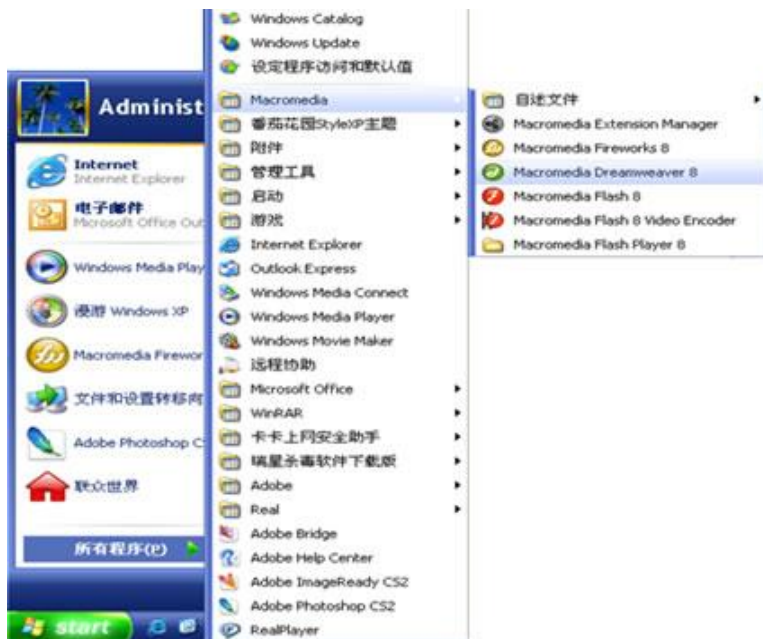 Administ
Internet
Internet Explorer
电子邮件
Microsoft Office Out
Windows Media Play
漫游 Windows XP
Macromedia Firewor
文件和设置转移向
Adobe Photoshop C
联众世界
所有程序(P)
start
Windows Catalog
Windows Update
设定程序访问和默认值
Macromedia
番茄花园StyleXP主题
附件
管理工具
启动
游戏
Internet Explorer
Outlook Express
Windows Media Connect
Windows Media Player
Windows Movie Maker
远程协助
Microsoft Office
WinRAR
卡卡上网安全助手
瑞星杀毒软件下载版
Adobe
Real
Adobe Bridge
Adobe Help Center
Adobe ImageReady CS2
Adobe Photoshop CS2
RealPlayer
自述文件
Macromedia Extension Manager
Macromedia Fireworks 8
Macromedia Dreamweaver 8
Macromedia Flash 8
Macromedia Flash 8 Video Encoder
Macromedia Flash Player 8